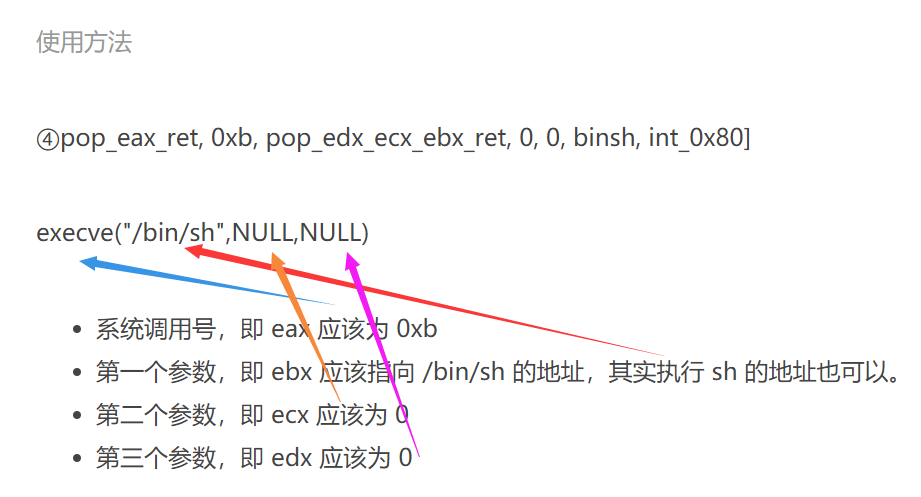 使用方法
④pop_eax_ret, 0xb, pop_edx_ecx_ebx_ret, 0, 0, binsh, int_0x80]
execve("/bin/sh",NULL,NULL)
• 系统调用号，即 eax 应该为 0xb
• 第一个参数，即 ebx 应该指向 /bin/sh 的地址，其实执行 sh 的地址也可以。
• 第二个参数，即 ecx 应该为 0
• 第三个参数，即 edx 应该为 0